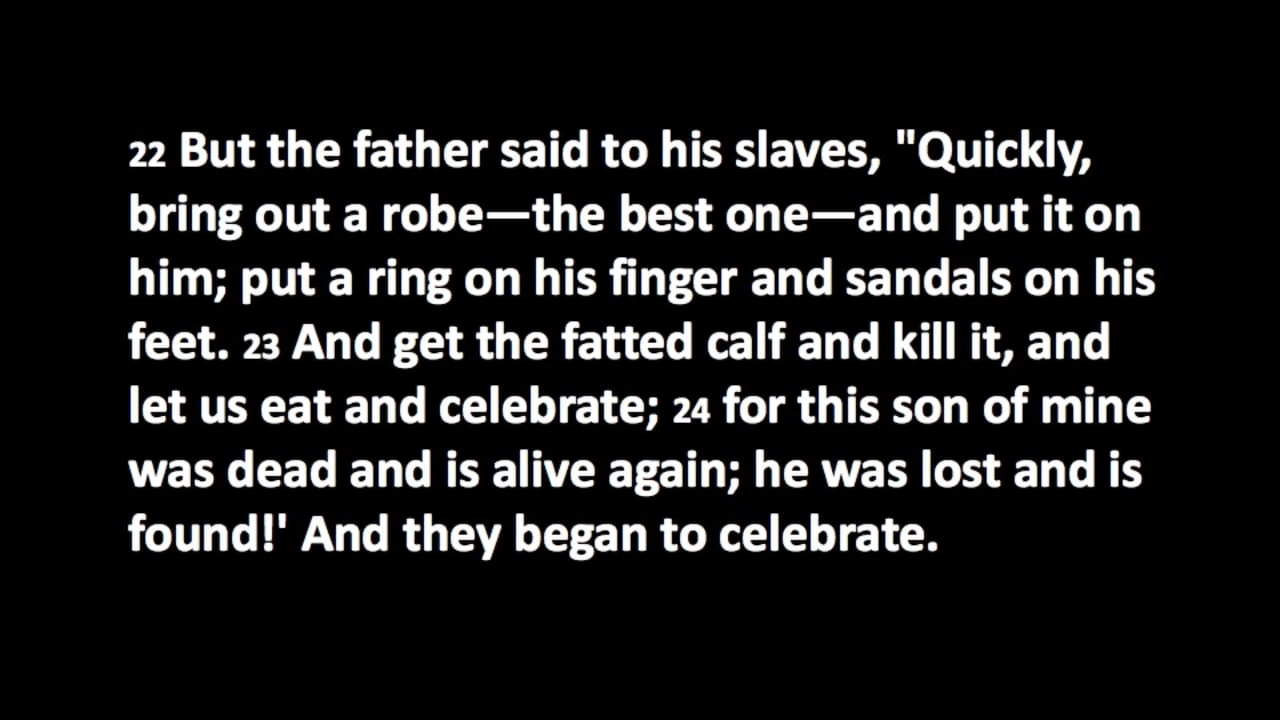 22 But the father said to his slaves, "Quickly,
bring out a robe—the best one—and put it on
him; put a ring on his finger and sandals on his
feet. 23 And get the fatted calf and kill it, and
let us eat and celebrate; 24 for this son of mine
was dead and is alive again; he was lost and is
found!' And they began to celebrate.